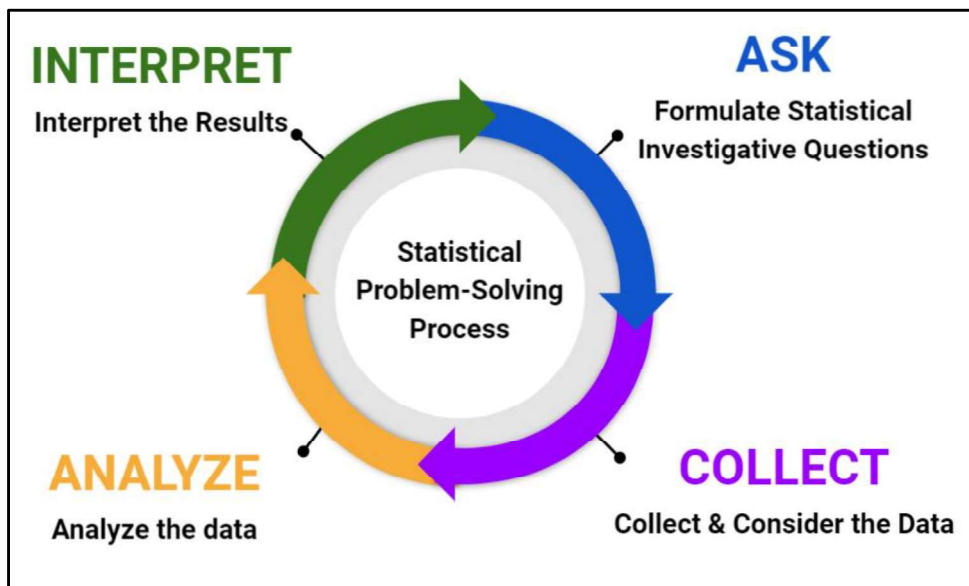 INTERPRET
Interpret the Results
ASK
Formulate Statistical
Investigative Questions
Statistical
Problem-Solving
Process
ANALYZE
Analyze the data
COLLECT
Collect & Consider the Data